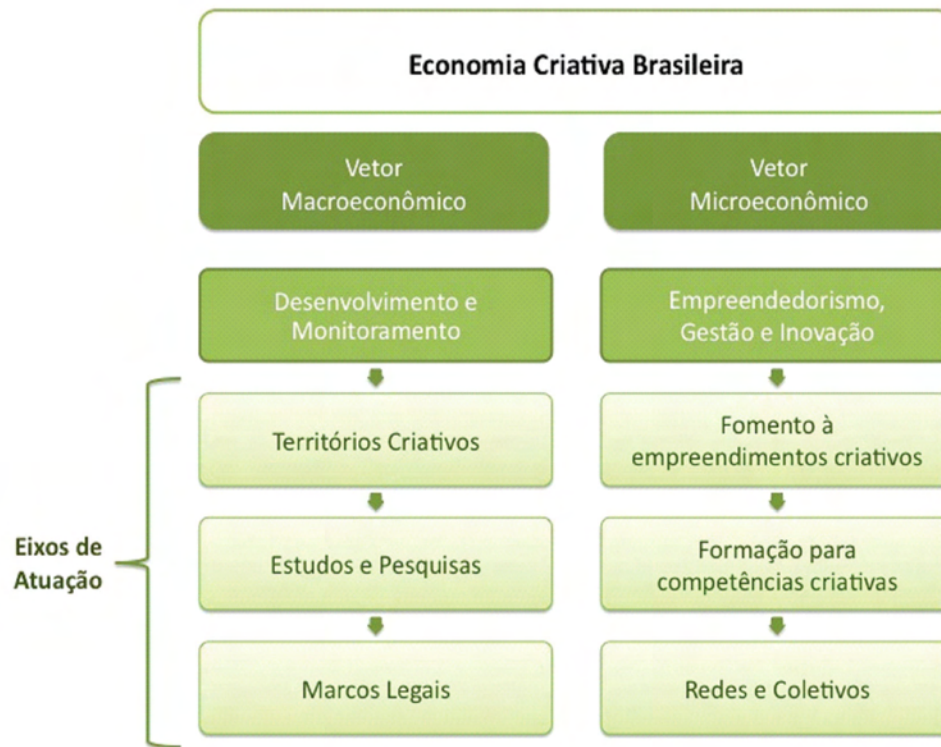 Economia Criativa Brasileira
Vetor
Macroeconômico
Vetor
Microeconômico
Desenvolvimento e
Monitoramento
Empreendedorismo,
Gestão e Inovação
Eixos de
Atuação
Territórios Criativos
Fomento à
empreendimentos criativos
Estudos e Pesquisas
Formação para
competências criativas
Marcos Legais
Redes e Coletivos